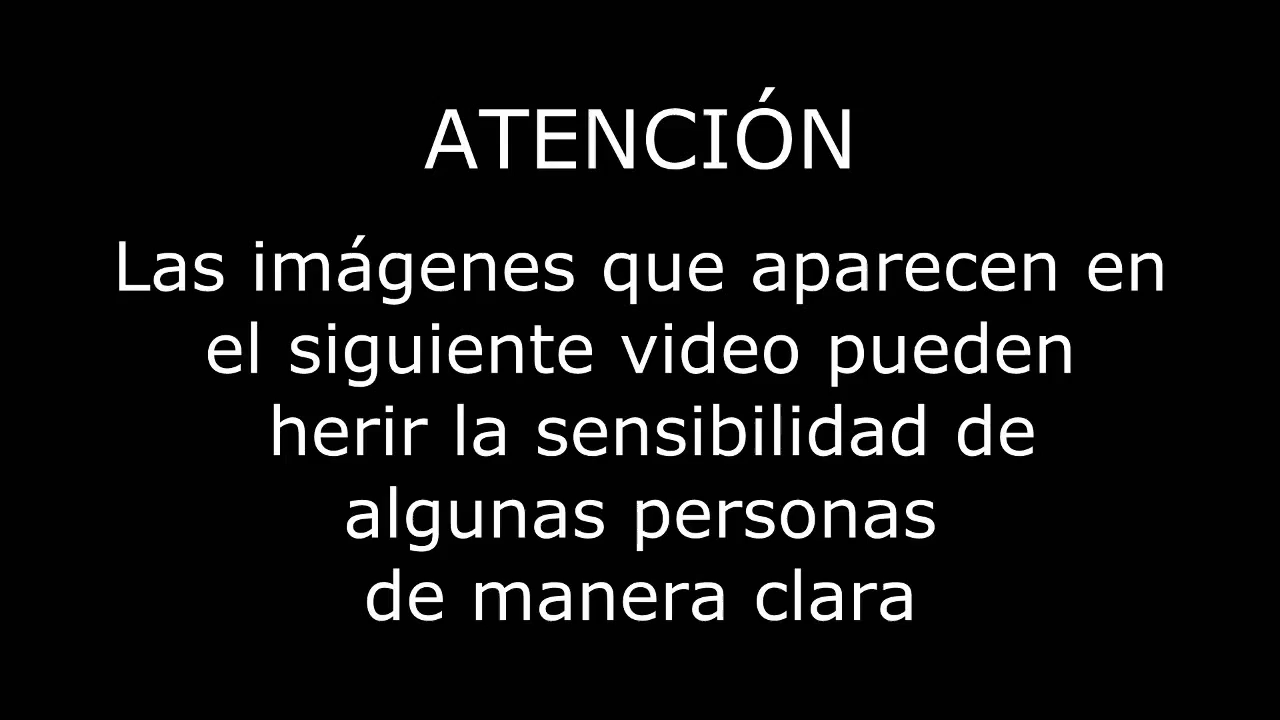 ATENCIÓN
Las imágenes que aparecen en
el siguiente video pueden
herir la sensibilidad de
algunas personas
de manera clara